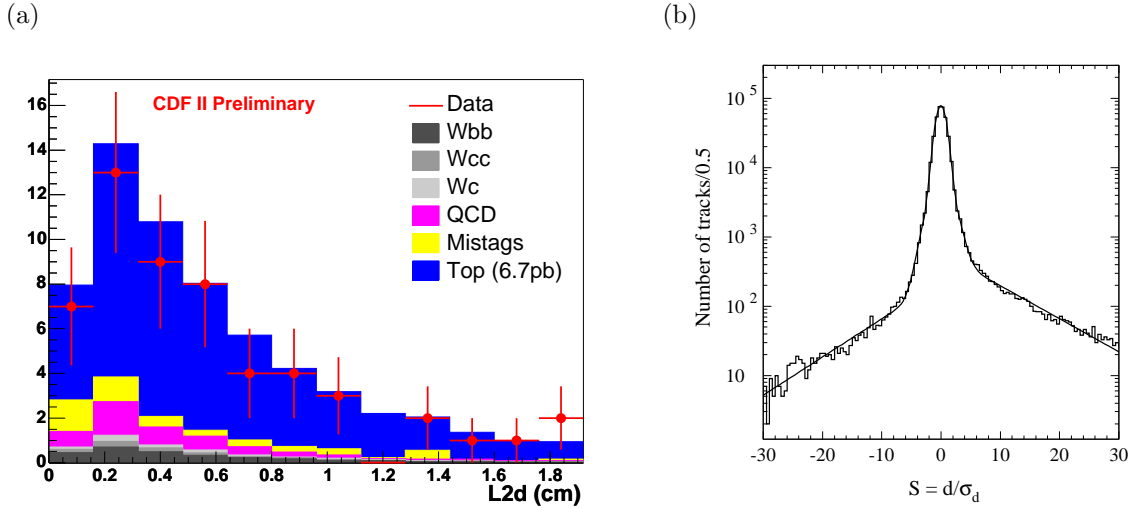 (a)
(b)
CDF II Preliminary
Data
Wbb
Wcc
Wc
QCD
Mistags
Top (6.7pb)
16
14
12
10
8
6
4
2
0
0 0.2 0.4 0.6 0.8 1 1.2 1.4 1.6 1.8
L2d (cm)
Number of tracks/0.5
10^5
10^4
10^3
10^2
10
-30 -20 -10 0 10 20 30
S = d/σ_d